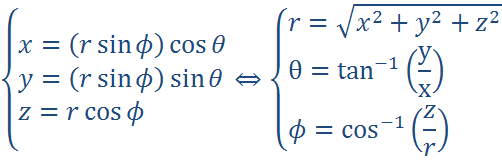 x = (r sin ϕ) cos θ
y = (r sin ϕ) sin θ
z = r cos ϕ
⇔
r = √(x² + y² + z²)
θ = tan⁻¹ (y/x)
ϕ = cos⁻¹ (z/r)